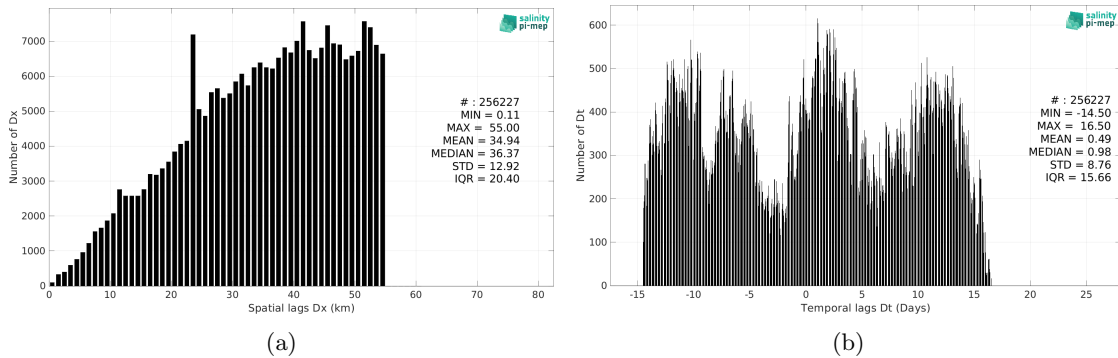 salinity
pi-mep
7000
6000
5000
4000
3000
2000
1000
0
Number of Dx
# : 256227
MIN = 0.11
MAX = 55.00
MEAN = 34.94
MEDIAN = 36.37
STD = 12.92
IQR = 20.40
0 10 20 30 40 50 60 70 80
Spatial lags Dx (km)
(a)
salinity
pi-mep
600
500
400
300
200
100
0
Number of Dt
# : 256227
MIN = -14.50
MAX = 16.50
MEAN = 0.49
MEDIAN = 0.98
STD = 8.76
IQR = 15.66
-15 -10 -5 0 5 10 15 20 25
Temporal lags Dt (Days)
(b)